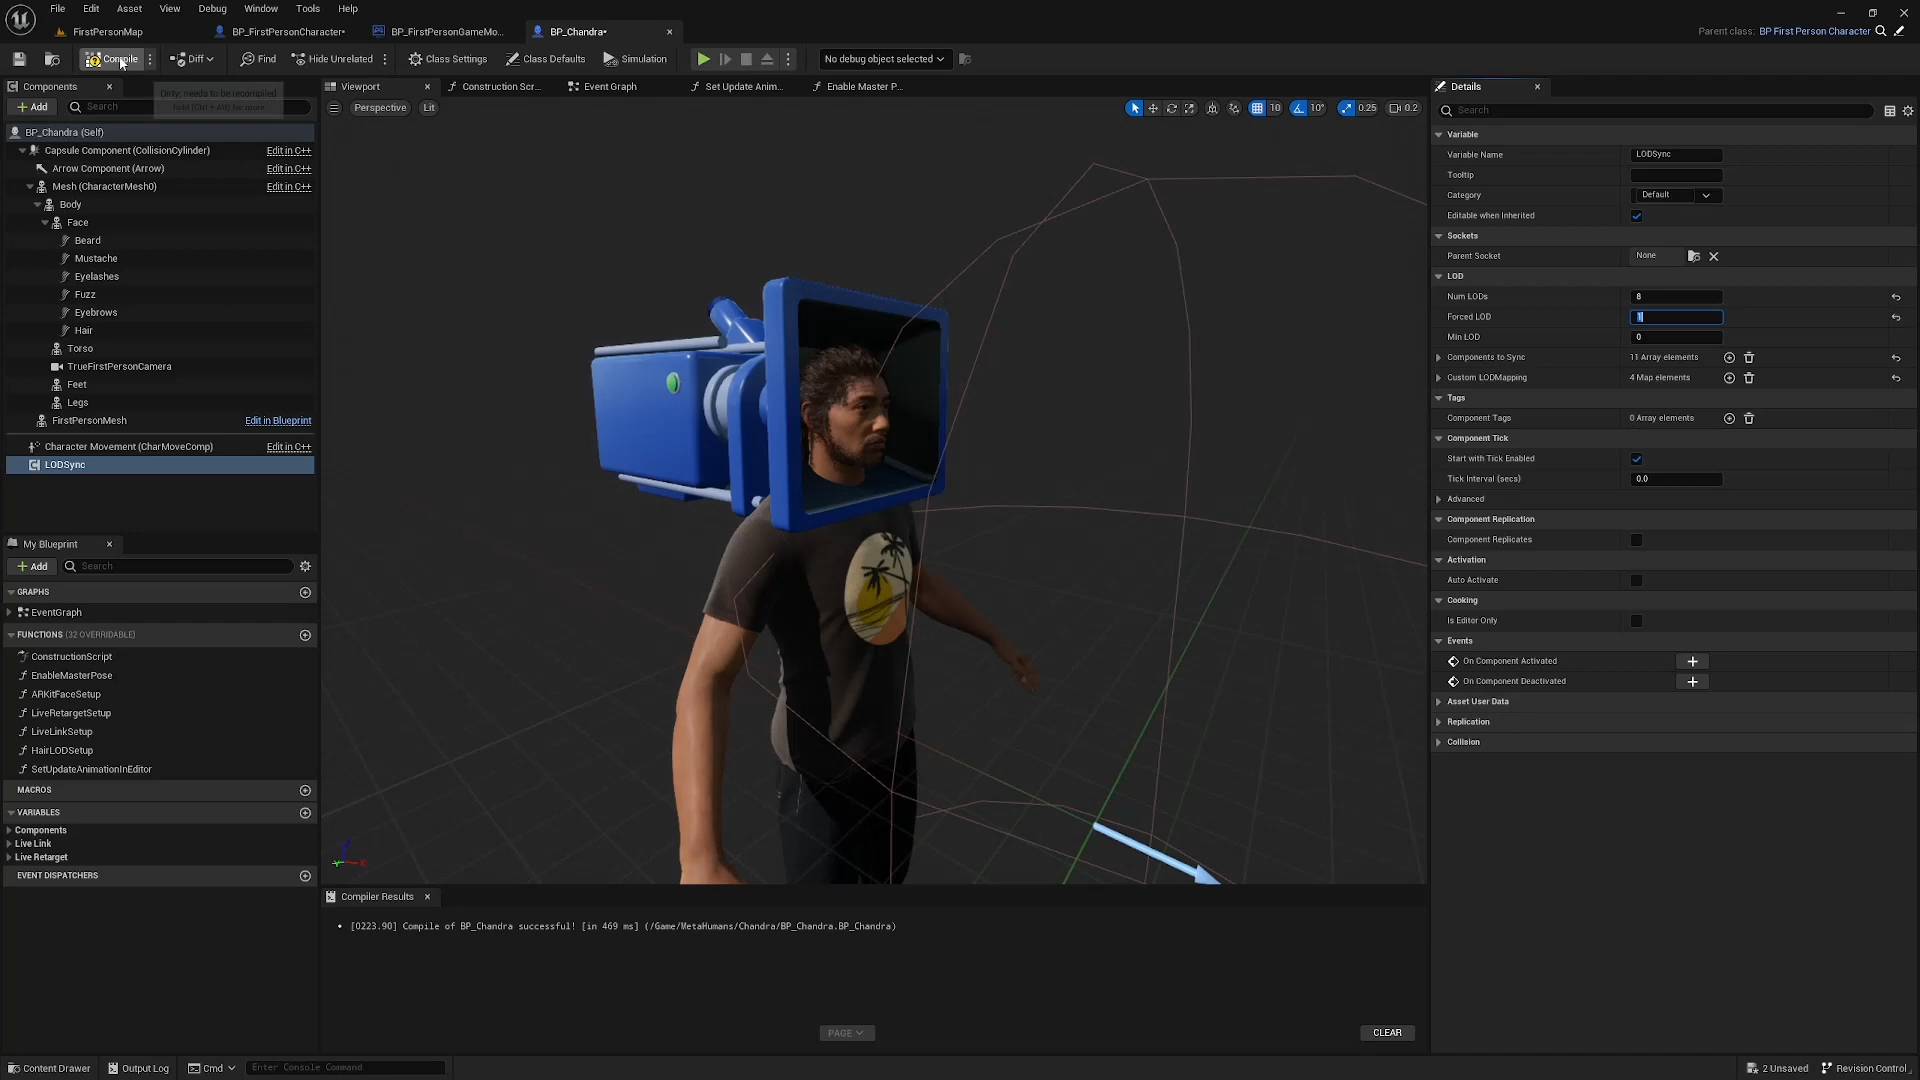 File Edit Asset View Debug Window Tools Help
FirstPersonMap BP_FirstPersonCharacter• BP_FirstPersonGameMo... BP_Chandra•
Parent class: BP First Person Character
Compile Diff Find Hide Unrelated Class Settings Class Defaults Simulation No debug object selected
Components
Viewport Construction Scr... Event Graph Set Update Anim... Enable Master P...
Details
Dirty; needs to be recompiled
hold (Ctrl + Alt) for more
Add Search
Perspective Lit 10 10° 0.25 0.2
Search
BP_Chandra (Self)
Capsule Component (CollisionCylinder) Edit in C++
Arrow Component (Arrow) Edit in C++
Mesh (CharacterMesh0) Edit in C++
Body
Face
Beard
Mustache
Eyelashes
Fuzz
Eyebrows
Hair
Torso
TrueFirstPersonCamera
Feet
Legs
FirstPersonMesh Edit in Blueprint
Character Movement (CharMoveComp) Edit in C++
LODSync
My Blueprint
Add Search
GRAPHS
EventGraph
FUNCTIONS (32 OVERRIDABLE)
ConstructionScript
EnableMasterPose
ARKitFaceSetup
LiveRetargetSetup
LiveLinkSetup
HairLODSetup
SetUpdateAnimationInEditor
MACROS
VARIABLES
Components
Live Link
Live Retarget
EVENT DISPATCHERS
Variable
Variable Name LODSync
Tooltip
Category Default
Editable when Inherited
Sockets
Parent Socket None
LOD
Num LODs 8
Forced LOD 1
Min LOD 0
Components to Sync 11 Array elements
Custom LODMapping 4 Map elements
Tags
Component Tags 0 Array elements
Component Tick
Start with Tick Enabled
Tick Interval (secs) 0.0
Advanced
Component Replication
Component Replicates
Activation
Auto Activate
Cooking
Is Editor Only
Events
On Component Activated
On Component Deactivated
Asset User Data
Replication
Collision
Compiler Results
• [0223.90] Compile of BP_Chandra successful! [in 469 ms] (/Game/MetaHumans/Chandra/BP_Chandra.BP_Chandra)
PAGE CLEAR
Content Drawer Output Log Cmd Enter Console Command 2 Unsaved Revision Control